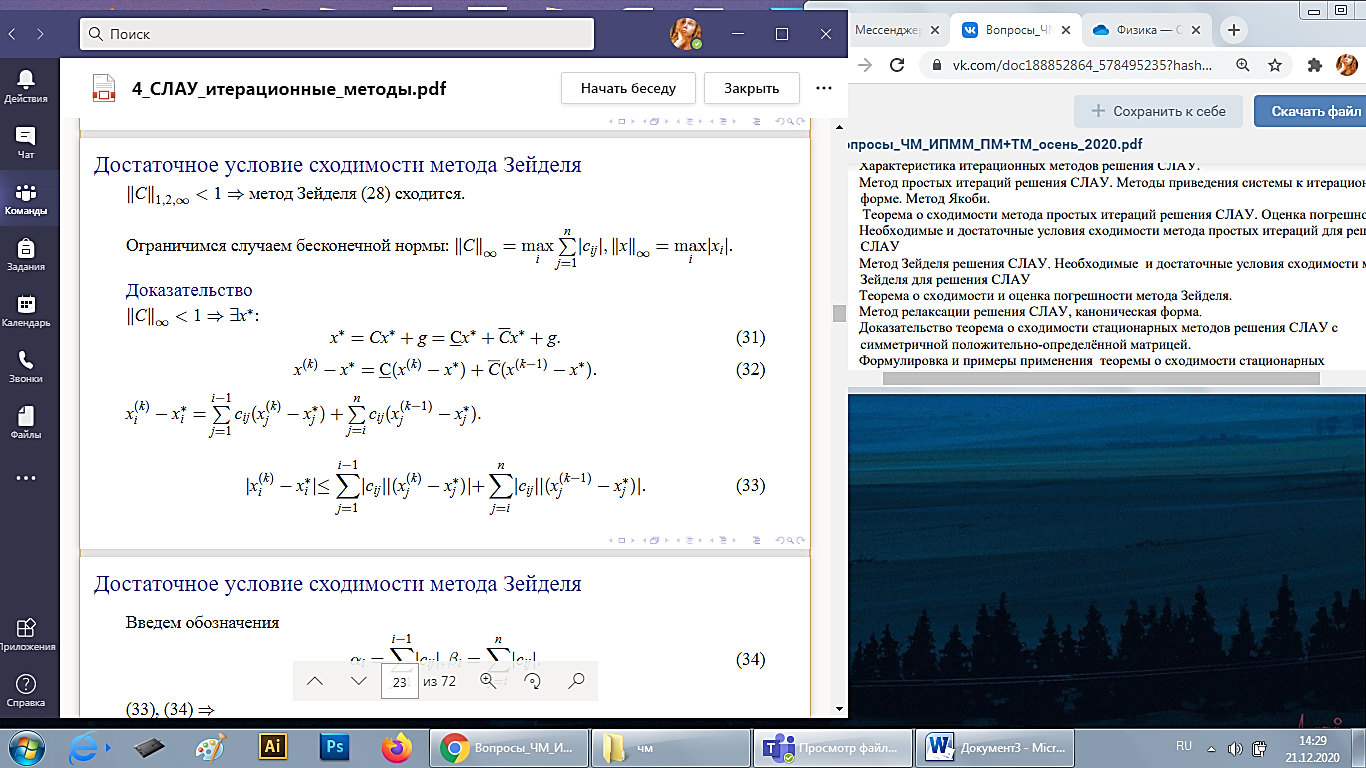 Поиск
Действия
Чат
Команды
Задания
Календарь
Звонки
Файлы
Приложения
Справка
4_СЛАУ_итерационные_методы.pdf
Начать беседу
Закрыть
Достаточное условие сходимости метода Зейделя
‖C‖₁,₂,∞ < 1 ⇒ метод Зейделя (28) сходится.
Ограничимся случаем бесконечной нормы: ‖C‖∞ = max_i ∑_{j=1}^{n} |c_ij|, ‖x‖∞ = max_i |x_i|.
Доказательство
‖C‖∞ < 1 ⇒ ∃x*:
x* = Cx* + g = C̲x* + C̅x* + g. (31)
x^(k) − x* = C̲(x^(k) − x*) + C̅(x^(k−1) − x*). (32)
x_i^(k) − x_i* = ∑_{j=1}^{i−1} c_ij(x_j^(k) − x_j*) + ∑_{j=i}^{n} c_ij(x_j^(k−1) − x_j*).
|x_i^(k) − x_i*| ≤ ∑_{j=1}^{i−1} |c_ij||(x_j^(k) − x_j*)| + ∑_{j=i}^{n} |c_ij||(x_j^(k−1) − x_j*)|. (33)
Достаточное условие сходимости метода Зейделя
Введем обозначения
(34)
23 из 72
(33), (34) ⇒
Мессенджер
Вопросы_ЧМ
Физика — С
vk.com/doc188852864_578495235?hash...
Сохранить к себе
Скачать файл
опросы_ЧМ_ИПММ_ПМ+ТМ_осень_2020.pdf
Характеристика итерационных методов решения СЛАУ.
Метод простых итераций решения СЛАУ. Методы приведения системы к итерацио
форме. Метод Якоби.
Теорема о сходимости метода простых итераций решения СЛАУ. Оценка погрешно
Необходимые и достаточные условия сходимости метода простых итераций для реш
СЛАУ
Метод Зейделя решения СЛАУ. Необходимые и достаточные условия сходимости м
Зейделя для решения СЛАУ
Теорема о сходимости и оценка погрешности метода Зейделя.
Метод релаксации решения СЛАУ, каноническая форма.
Доказательство теорема о сходимости стационарных методов решения СЛАУ с
симметричной положительно-определённой матрицей.
Формулировка и примеры применения теоремы о сходимости стационарных
Ai
Ps
Вопросы_ЧМ_И...
чм
Просмотр файл...
Документ3 - Micr...
RU
14:29
21.12.2020